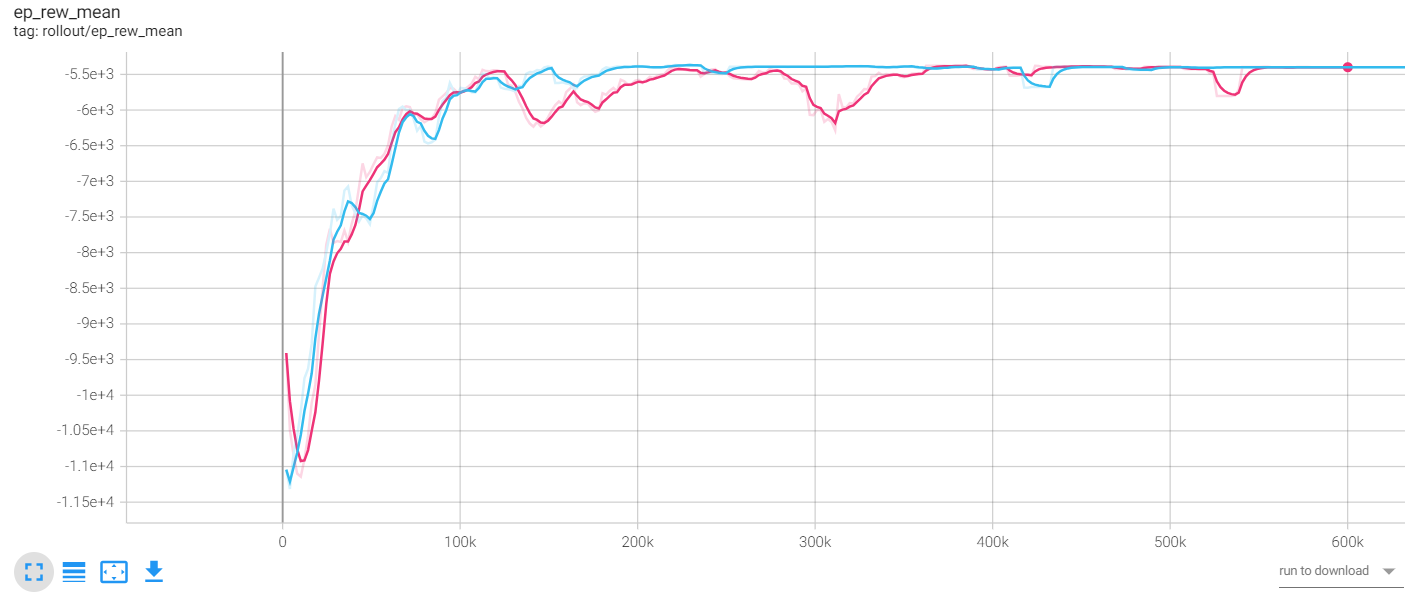 ep_rew_mean
tag: rollout/ep_rew_mean
-5.5e+3
-6e+3
-6.5e+3
-7e+3
-7.5e+3
-8e+3
-8.5e+3
-9e+3
-9.5e+3
-1e+4
-1.05e+4
-1.1e+4
-1.15e+4
0 100k 200k 300k 400k 500k 600k
run to download